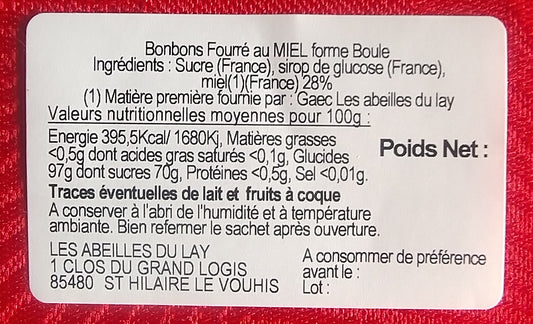 Bonbons Fourré au MIEL forme Boule
Ingrédients : Sucre (France), sirop de glucose (France),
miel(1)(France) 28%
(1) Matière première fournie par : Gaec Les abeilles du lay
Valeurs nutritionnelles moyennes pour 100g :
Energie 395,5Kcal/ 1680Kj, Matières grasses
<0,5g dont acides gras saturés <0,1g, Glucides
97g dont sucres 70g, Protéines <0,5g, Sel <0,01g.
Poids Net :
Traces éventuelles de lait et fruits à coque
A conserver à l'abri de l'humidité et à température
ambiante. Bien refermer le sachet après ouverture.
LES ABEILLES DU LAY
1 CLOS DU GRAND LOGIS
85480 ST HILAIRE LE VOUHIS
A consommer de préférence
avant le :
Lot :